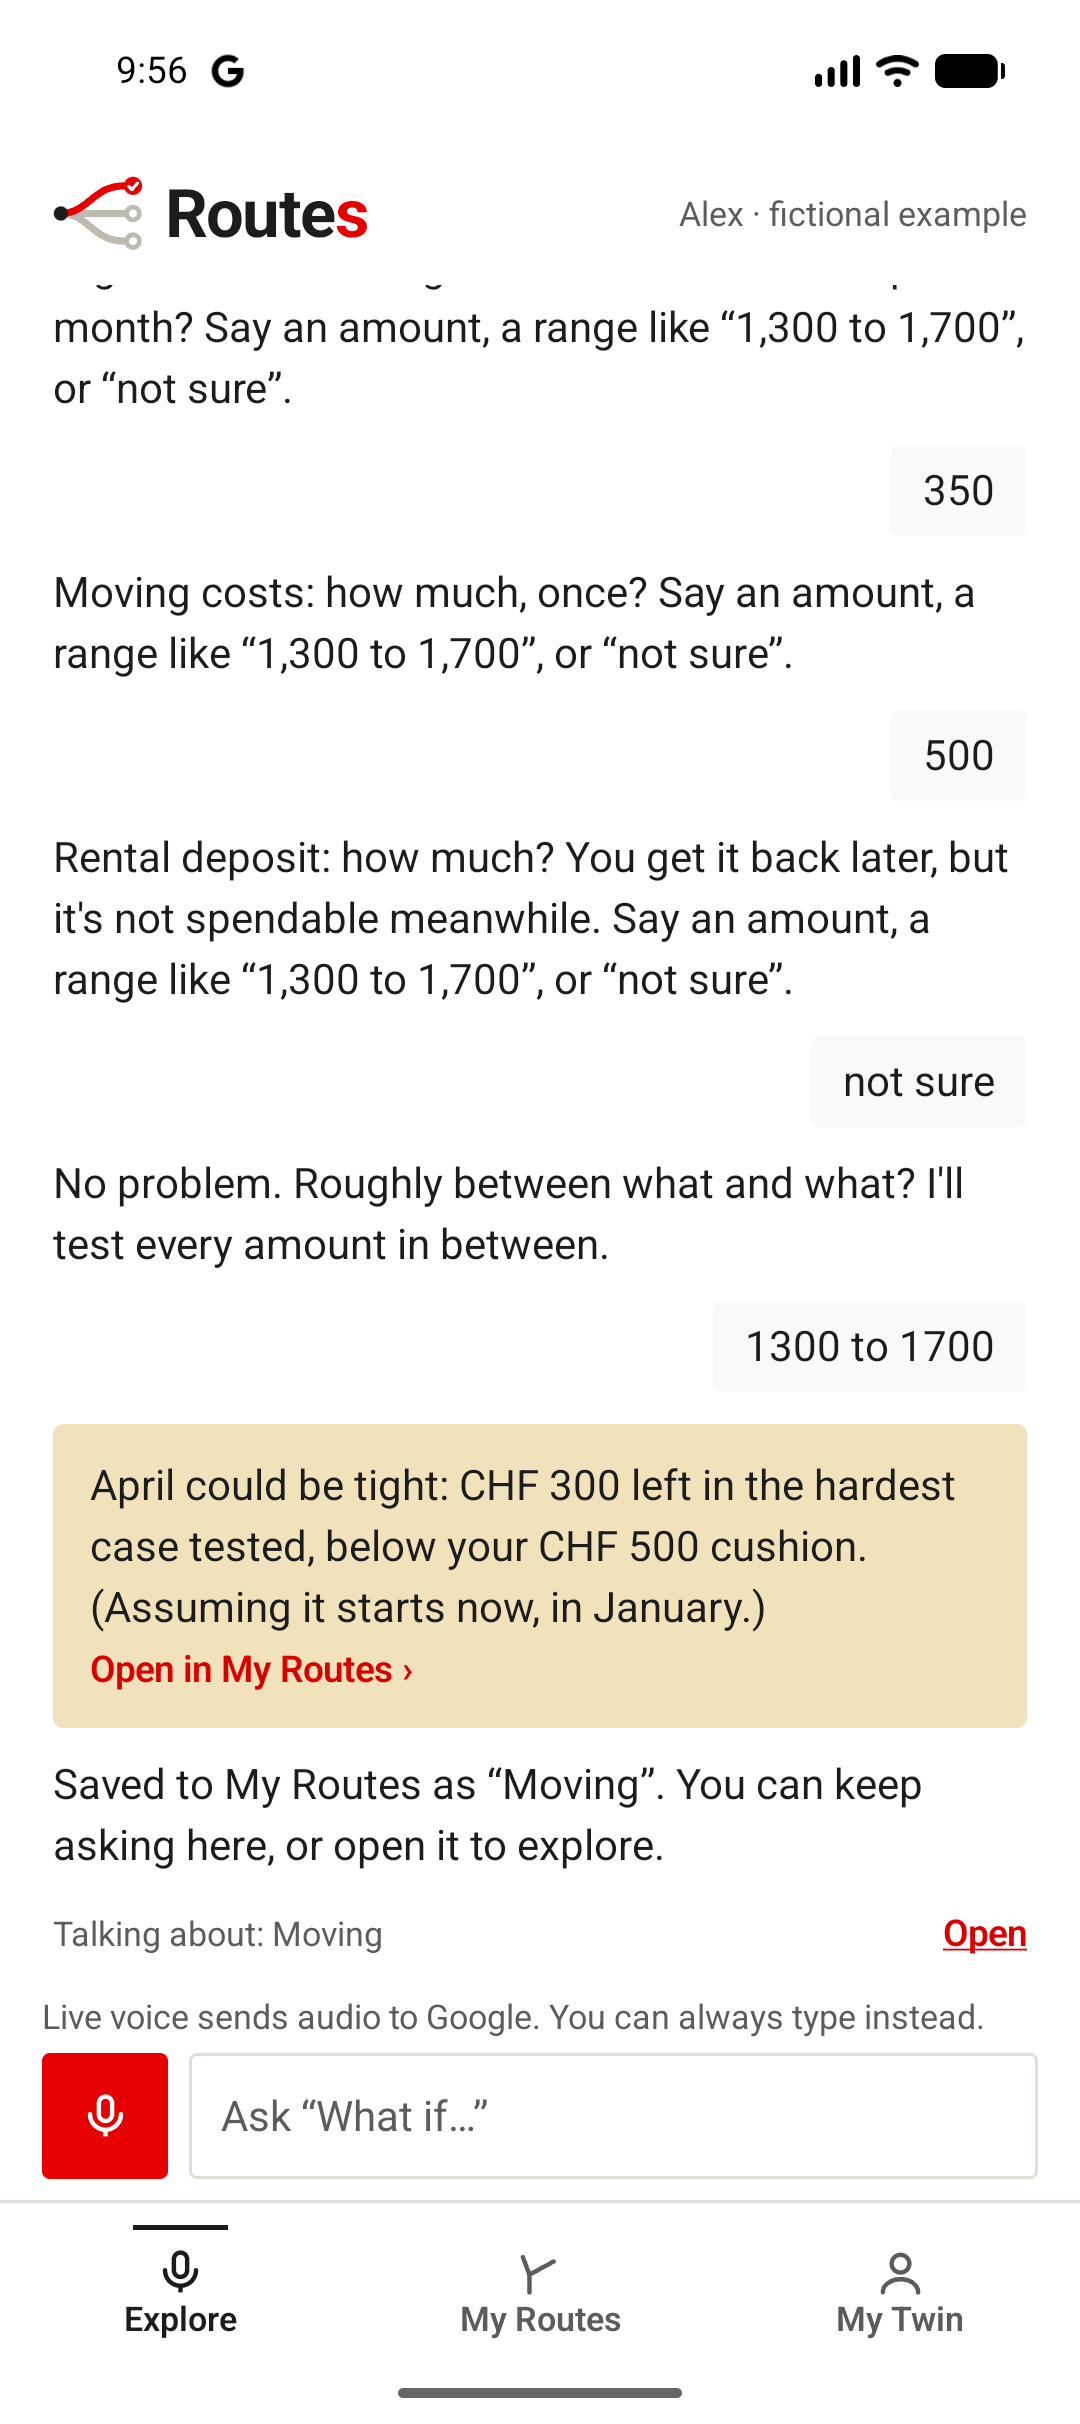 9:56
Routes
Alex · fictional example
month? Say an amount, a range like “1,300 to 1,700”,
or “not sure”.
350
Moving costs: how much, once? Say an amount, a
range like “1,300 to 1,700”, or “not sure”.
500
Rental deposit: how much? You get it back later, but
it's not spendable meanwhile. Say an amount, a
range like “1,300 to 1,700”, or “not sure”.
not sure
No problem. Roughly between what and what? I'll
test every amount in between.
1300 to 1700
April could be tight: CHF 300 left in the hardest
case tested, below your CHF 500 cushion.
(Assuming it starts now, in January.)
Open in My Routes ›
Saved to My Routes as “Moving”. You can keep
asking here, or open it to explore.
Talking about: Moving
Open
Live voice sends audio to Google. You can always type instead.
Ask “What if…”
Explore
My Routes
My Twin